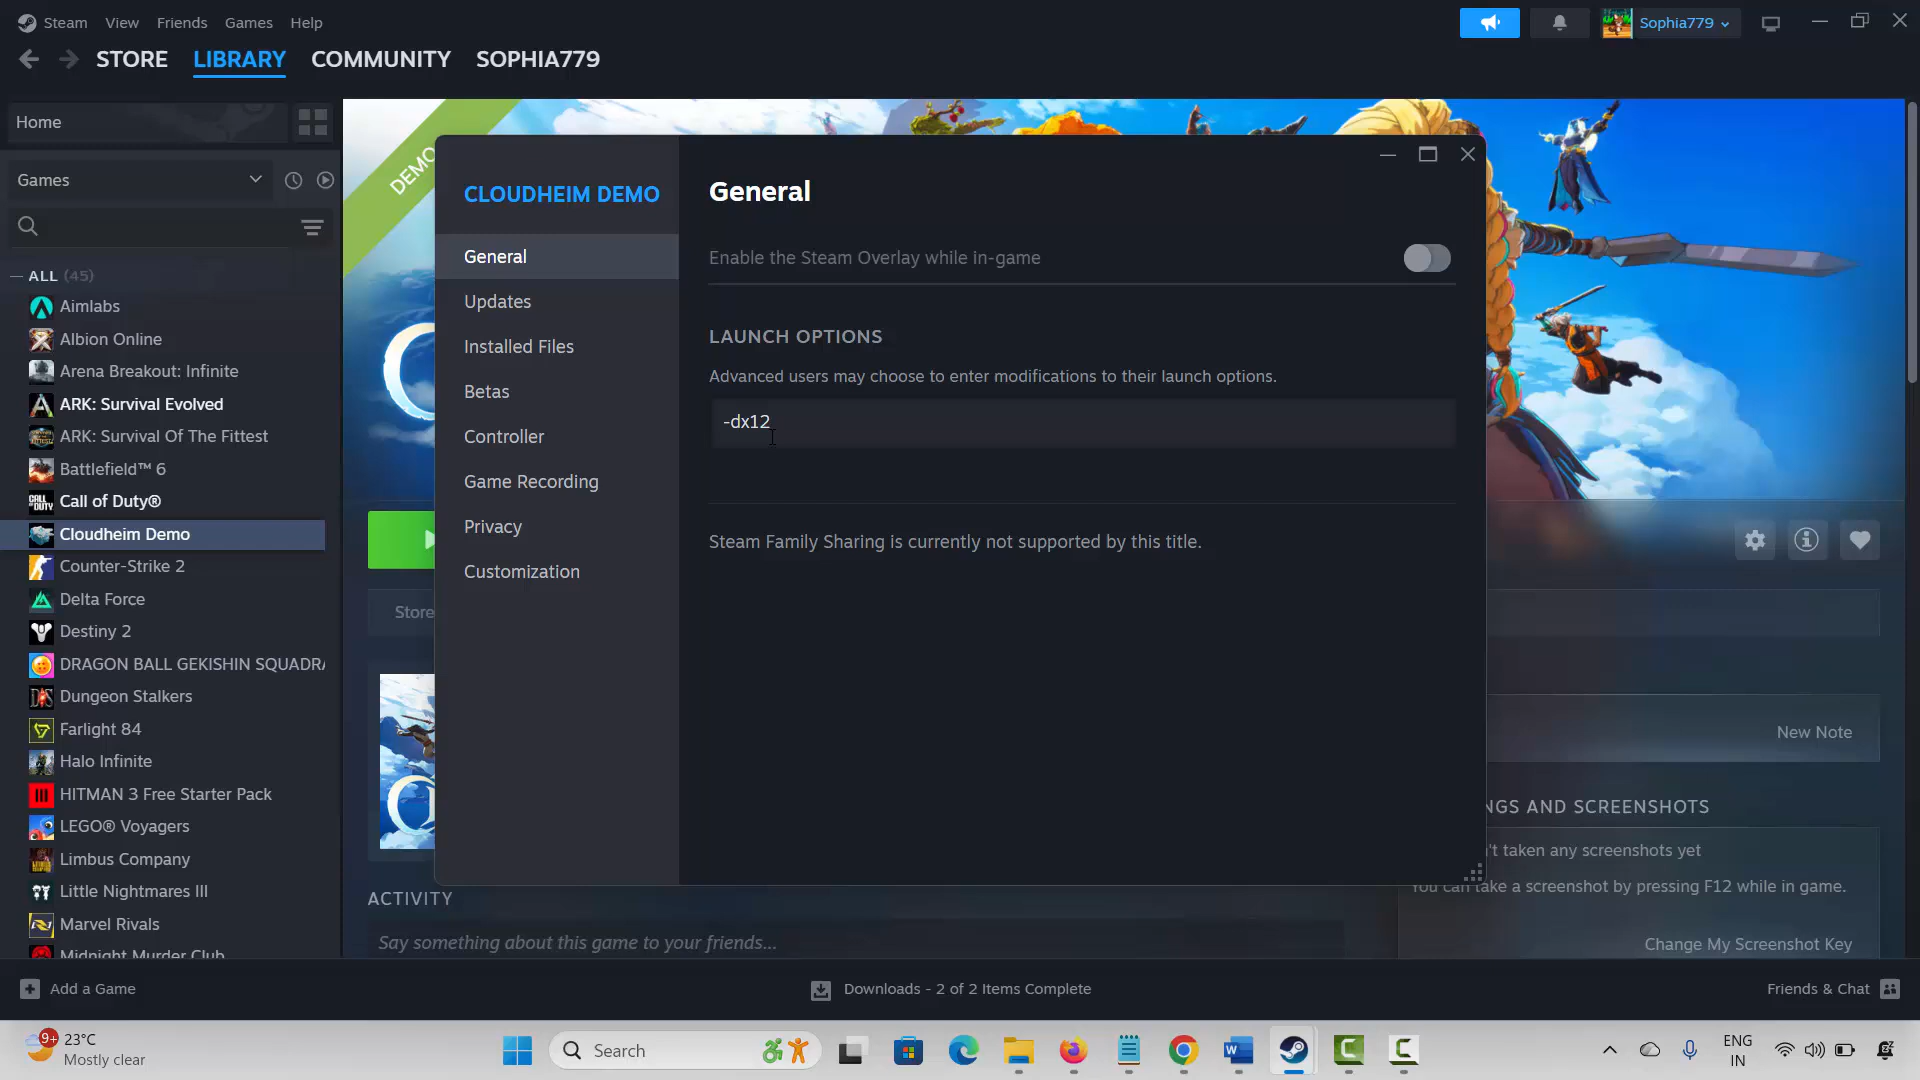 Steam View Friends Games Help
Sophia779
STORE LIBRARY COMMUNITY SOPHIA779
Home
Games
ALL (45)
Aimlabs
Albion Online
Arena Breakout: Infinite
ARK: Survival Evolved
ARK: Survival Of The Fittest
Battlefield™ 6
Call of Duty®
Cloudheim Demo
Counter-Strike 2
Delta Force
Destiny 2
DRAGON BALL GEKISHIN SQUADRA
Dungeon Stalkers
Farlight 84
Halo Infinite
HITMAN 3 Free Starter Pack
LEGO® Voyagers
Limbus Company
Little Nightmares III
Marvel Rivals
Midnight Murder Club
DEMO
CLOUDHEIM DEMO
General
Updates
Installed Files
Betas
Controller
Game Recording
Privacy
Customization
General
Enable the Steam Overlay while in-game
LAUNCH OPTIONS
Advanced users may choose to enter modifications to their launch options.
-dx12
Steam Family Sharing is currently not supported by this title.
Store
New Note
NGS AND SCREENSHOTS
't taken any screenshots yet
You can take a screenshot by pressing F12 while in game.
Change My Screenshot Key
ACTIVITY
Say something about this game to your friends...
Add a Game
Downloads - 2 of 2 Items Complete
Friends & Chat
9+
23°C
Mostly clear
Search
ENG
IN